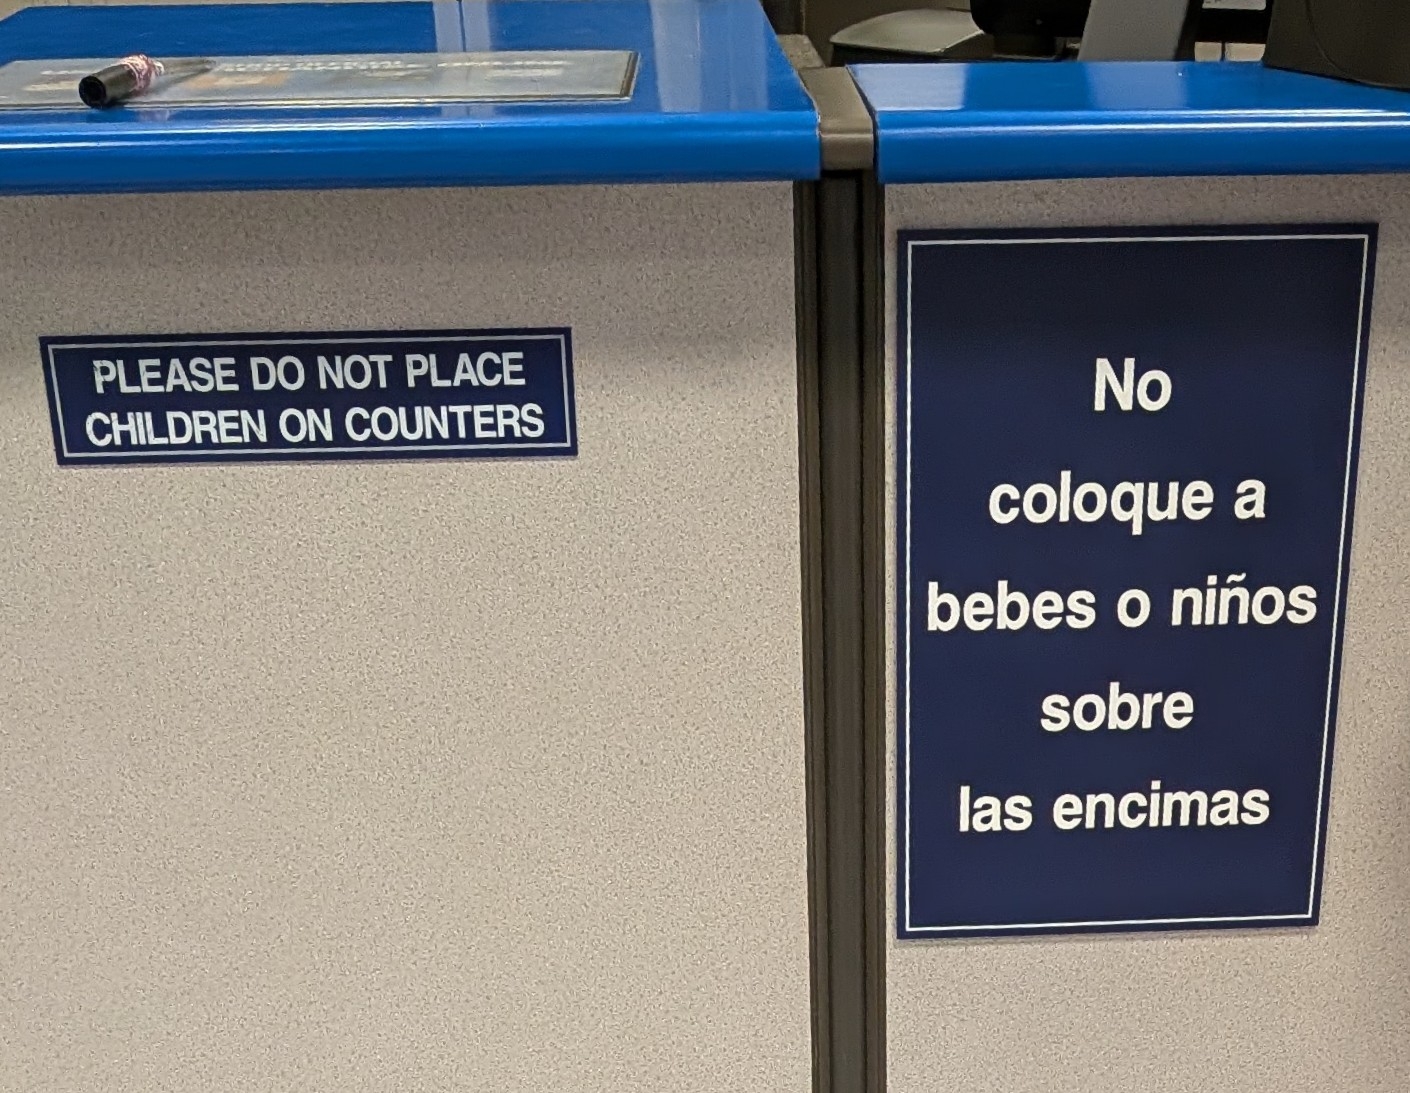 PLEASE DO NOT PLACE
CHILDREN ON COUNTERS
No
coloque a
bebes o niños
sobre
las encimas